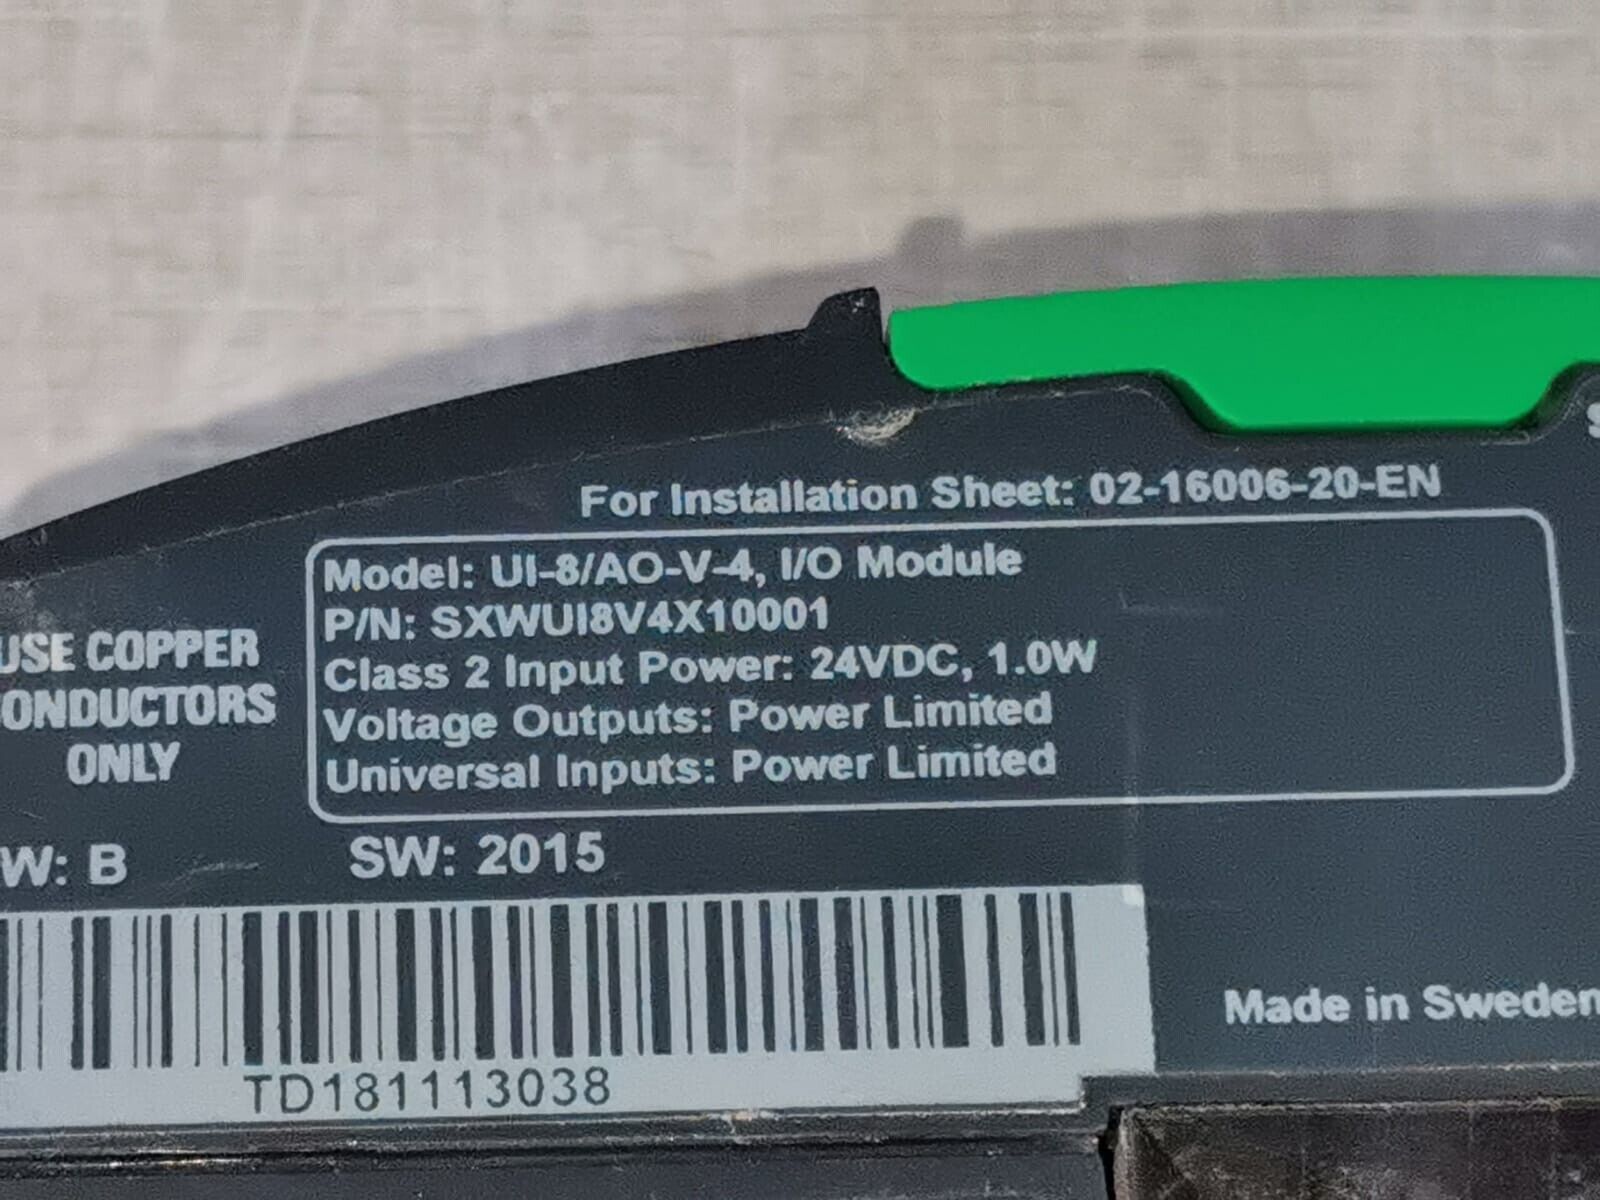 For Installation Sheet: 02-16006-20-EN
Model: UI-8/AO-V-4, I/O Module
P/N: SXWUI8V4X10001
Class 2 Input Power: 24VDC, 1.0W
Voltage Outputs: Power Limited
Universal Inputs: Power Limited
USE COPPER
ONDUCTORS
ONLY
W: B
SW: 2015
TD181113038
Made in Sweden